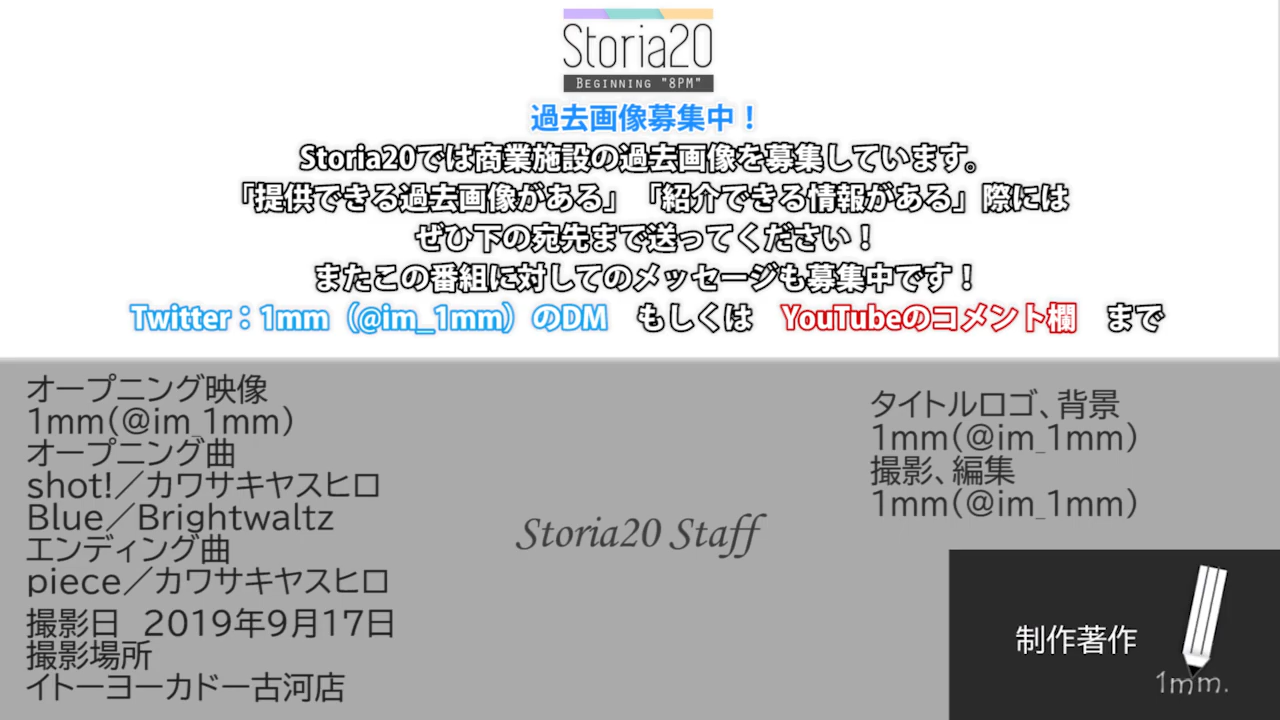 Storia20
BEGINNING "8PM"
過去画像募集中！
Storia20では商業施設の過去画像を募集しています。
「提供できる過去画像がある」「紹介できる情報がある」際には
ぜひ下の宛先まで送ってください！
またこの番組に対してのメッセージも募集中です！
Twitter：1mm（@im_1mm）のDM　もしくは　YouTubeのコメント欄　まで
オープニング映像
1mm(@im_1mm)
オープニング曲
shot!／カワサキヤスヒロ
Blue／Brightwaltz
エンディング曲
piece／カワサキヤスヒロ
撮影日　2019年9月17日
撮影場所
イトーヨーカドー古河店
Storia20 Staff
タイトルロゴ、背景
1mm(@im_1mm)
撮影、編集
1mm(@im_1mm)
制作著作
1mm.